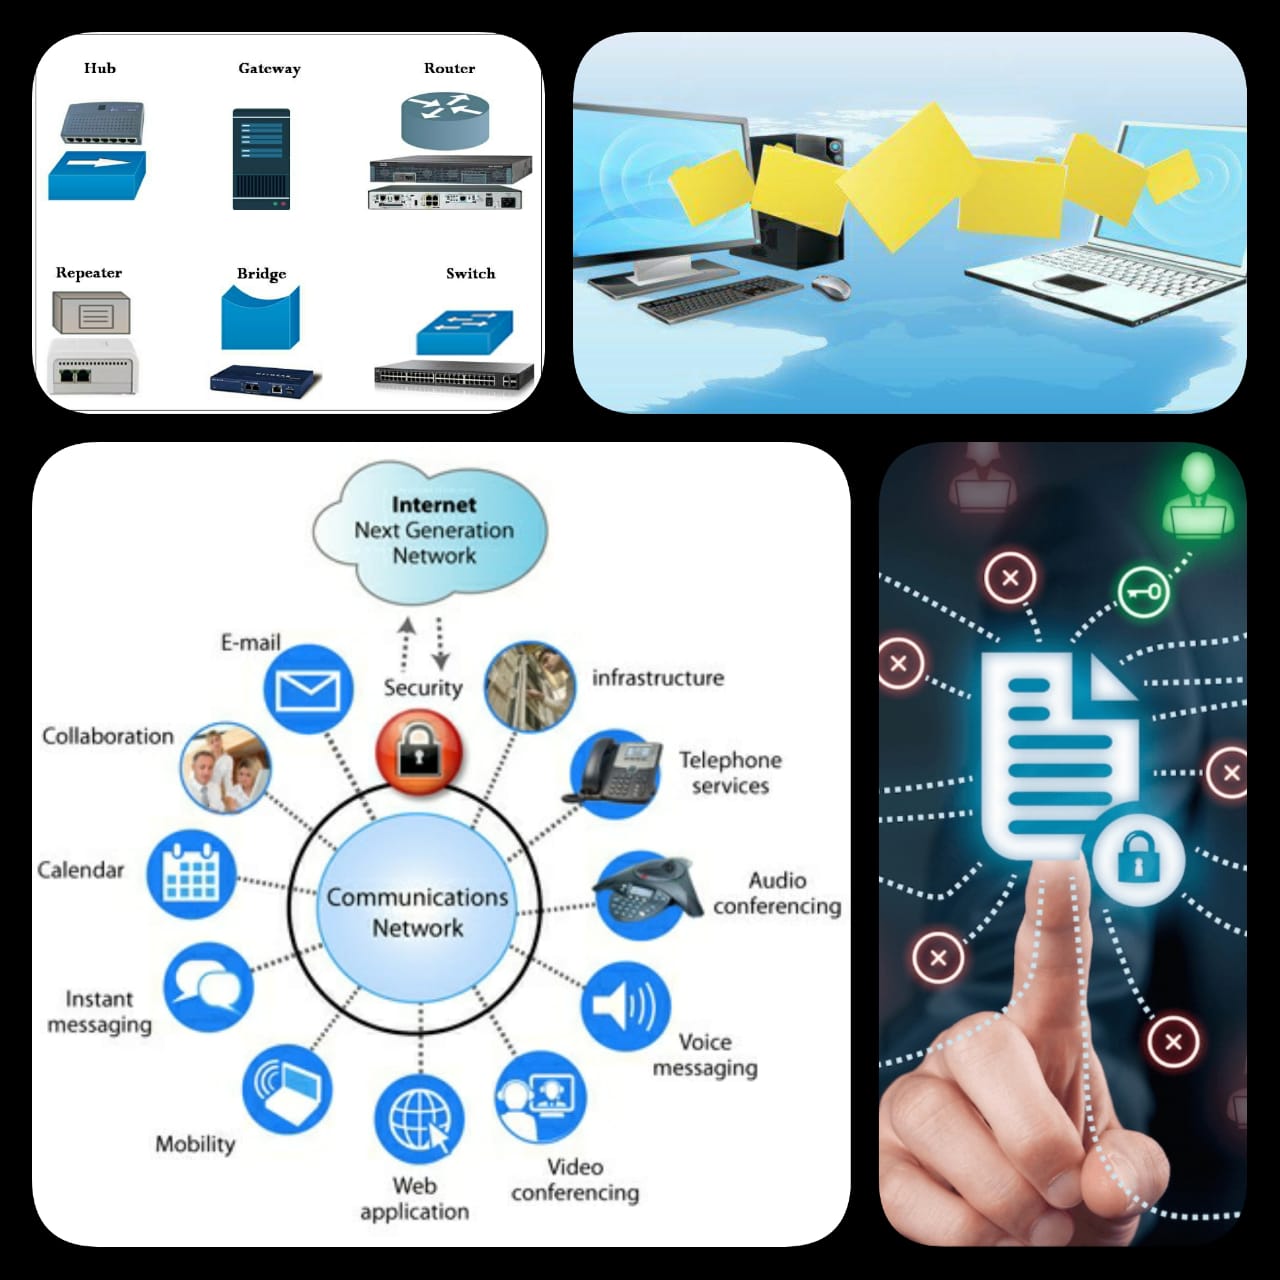 Hub
Gateway
Router
Repeater
Bridge
Switch
Internet
Next Generation
Network
E-mail
Security
infrastructure
Collaboration
Telephone
services
Calendar
Communications
Network
Audio
conferencing
Instant
messaging
Voice
messaging
Mobility
Web
application
Video
conferencing